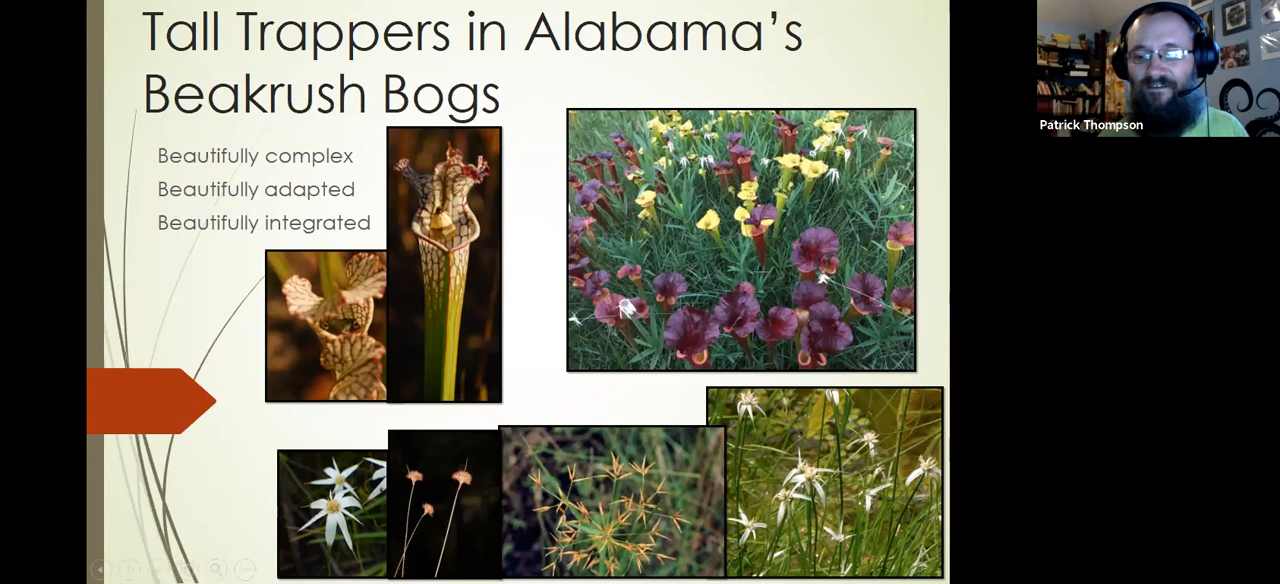 Tall Trappers in Alabama’s
Beakrush Bogs
Beautifully complex
Beautifully adapted
Beautifully integrated
Patrick Thompson